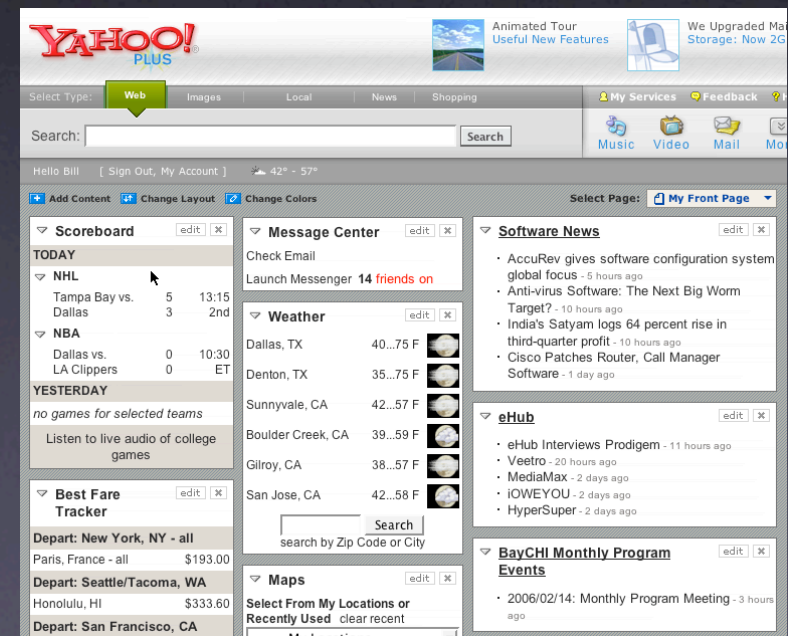 YAHOO!
PLUS
Animated Tour
Useful New Features
We Upgraded Mai
Storage: Now 2G
Select Type:
Web
Images
Local
News
Shopping
My Services
Feedback
Search:
Search
Music
Video
Mail
Mo
Hello Bill [ Sign Out, My Account ] 42° - 57°
Add Content
Change Layout
Change Colors
Select Page:
My Front Page
Scoreboard
edit
TODAY
NHL
Tampa Bay vs. 5 13:15
Dallas 3 2nd
NBA
Dallas vs. 0 10:30
LA Clippers 0 ET
YESTERDAY
no games for selected teams
Listen to live audio of college
games
Best Fare
Tracker
edit
Depart: New York, NY - all
Paris, France - all $193.00
Depart: Seattle/Tacoma, WA
Honolulu, HI $333.60
Depart: San Francisco, CA
Message Center
edit
Check Email
Launch Messenger 14 friends on
Weather
edit
Dallas, TX 40...75 F
Denton, TX 35...75 F
Sunnyvale, CA 42...57 F
Boulder Creek, CA 39...59 F
Gilroy, CA 38...57 F
San Jose, CA 42...58 F
Search
search by Zip Code or City
Maps
edit
Select From My Locations or
Recently Used clear recent
Software News
edit
· AccuRev gives software configuration system
global focus - 5 hours ago
· Anti-virus Software: The Next Big Worm
Target? - 10 hours ago
· India's Satyam logs 64 percent rise in
third-quarter profit - 10 hours ago
· Cisco Patches Router, Call Manager
Software - 1 day ago
eHub
edit
· eHub Interviews Prodigem - 11 hours ago
· Veetro - 20 hours ago
· MediaMax - 2 days ago
· iOWEYOU - 2 days ago
· HyperSuper - 2 days ago
BayCHI Monthly Program
Events
edit
· 2006/02/14: Monthly Program Meeting - 3 hours
ago